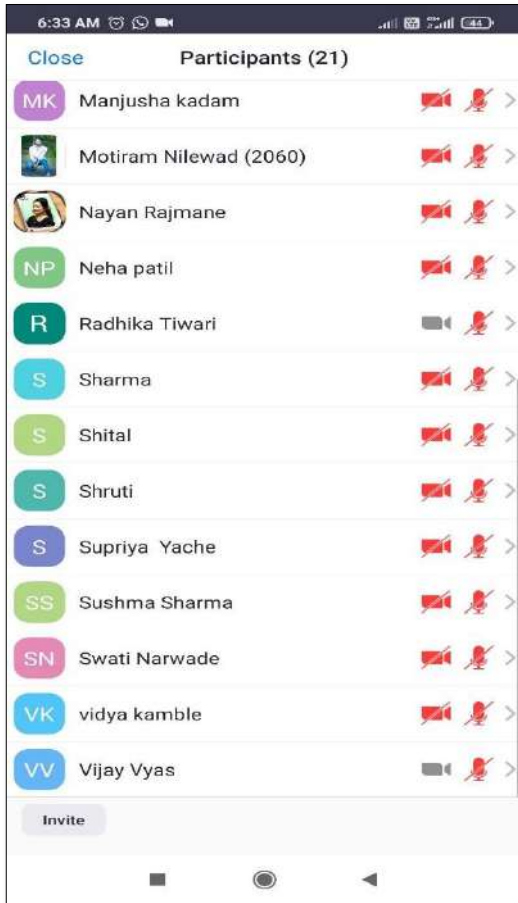 6:33 AM 44
Close Participants (21)
MK Manjusha kadam
Motiram Nilewad (2060)
Nayan Rajmane
NP Neha patil
R Radhika Tiwari
S Sharma
S Shital
S Shruti
S Supriya Yache
SS Sushma Sharma
SN Swati Narwade
VK vidya kamble
VV Vijay Vyas
Invite